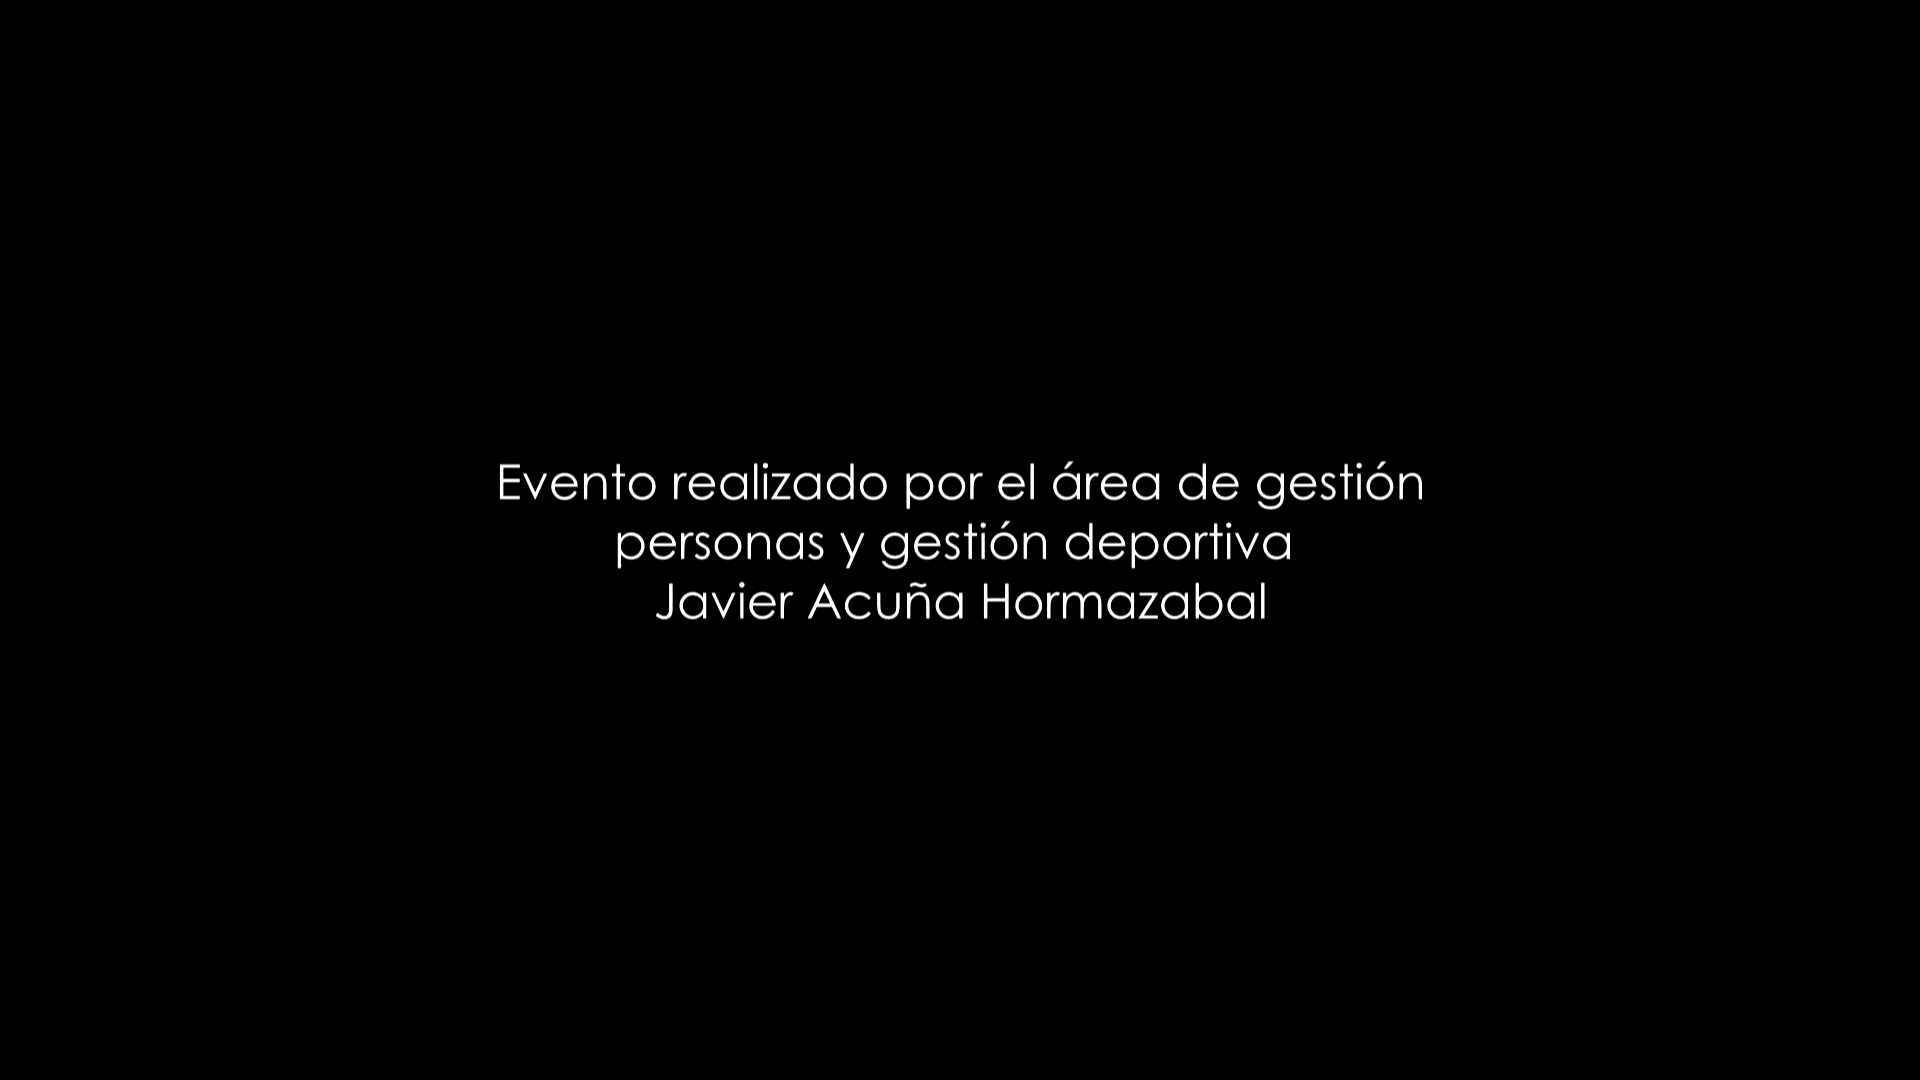 Evento realizado por el área de gestión
personas y gestión deportiva
Javier Acuña Hormazabal